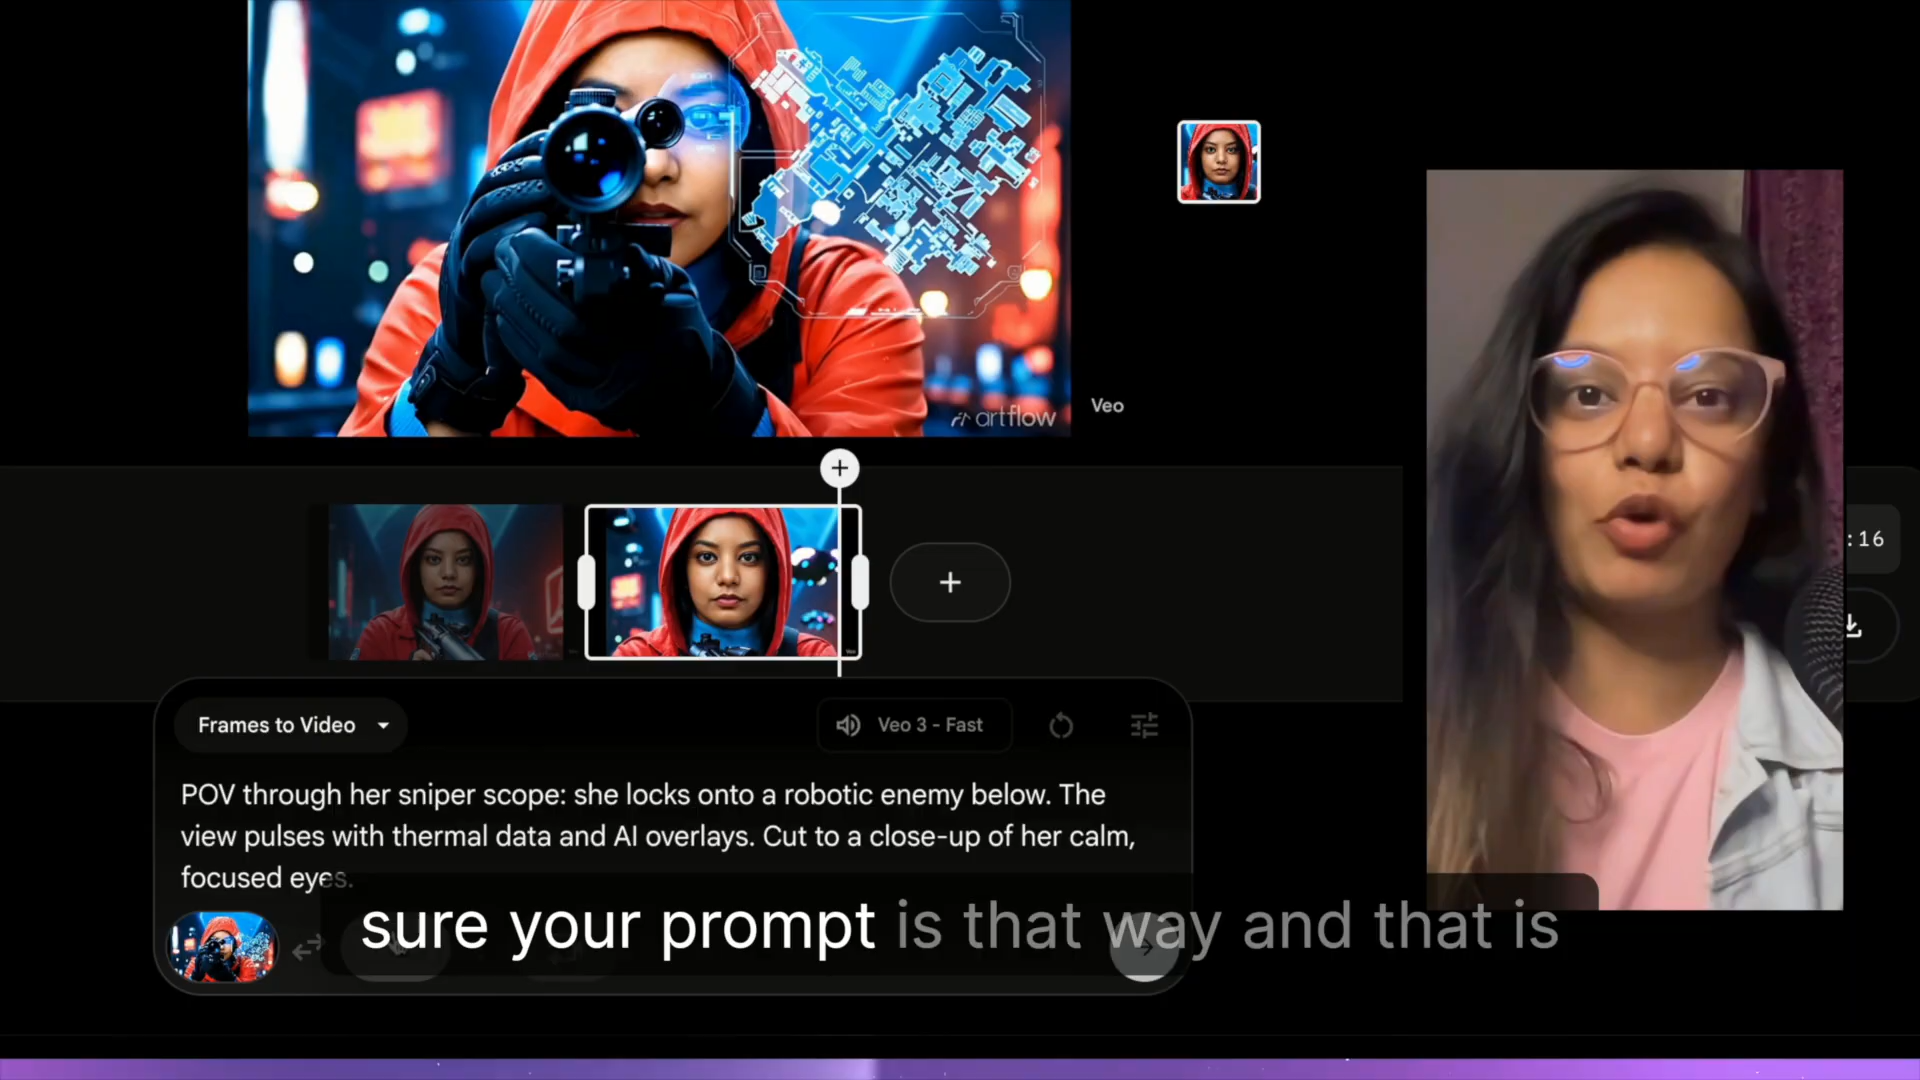 artflow
Veo
:16
Frames to Video
Veo 3 - Fast
POV through her sniper scope: she locks onto a robotic enemy below. The
view pulses with thermal data and AI overlays. Cut to a close-up of her calm,
focused eyes.
sure your prompt is that way and that is